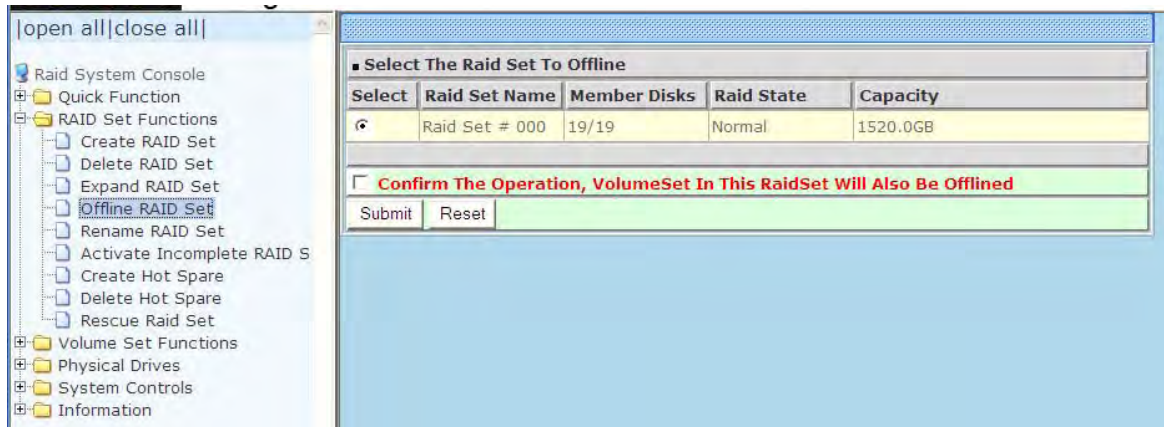 |open all|close all|
Raid System Console
Quick Function
RAID Set Functions
Create RAID Set
Delete RAID Set
Expand RAID Set
Offline RAID Set
Rename RAID Set
Activate Incomplete RAID S
Create Hot Spare
Delete Hot Spare
Rescue Raid Set
Volume Set Functions
Physical Drives
System Controls
Information
Select The Raid Set To Offline
Select Raid Set Name Member Disks Raid State Capacity
Raid Set # 000 19/19 Normal 1520.0GB
Confirm The Operation, VolumeSet In This RaidSet Will Also Be Offlined
Submit Reset